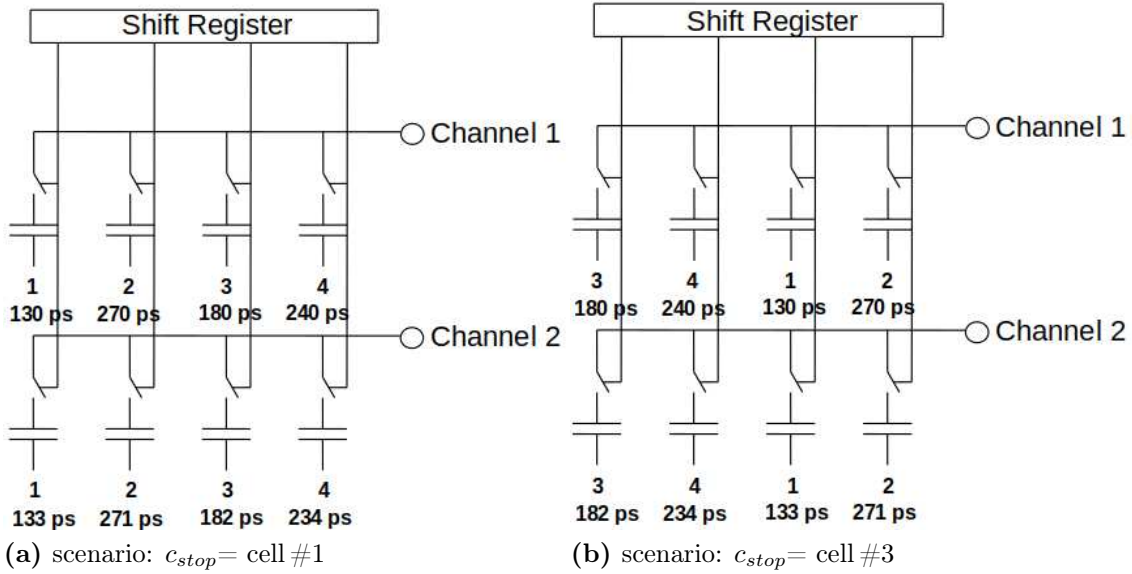 Shift Register
Channel 1
1 2 3 4
130 ps 270 ps 180 ps 240 ps
Channel 2
1 2 3 4
133 ps 271 ps 182 ps 234 ps
(a) scenario: c_stop= cell #1
Shift Register
Channel 1
3 4 1 2
180 ps 240 ps 130 ps 270 ps
Channel 2
3 4 1 2
182 ps 234 ps 133 ps 271 ps
(b) scenario: c_stop= cell #3